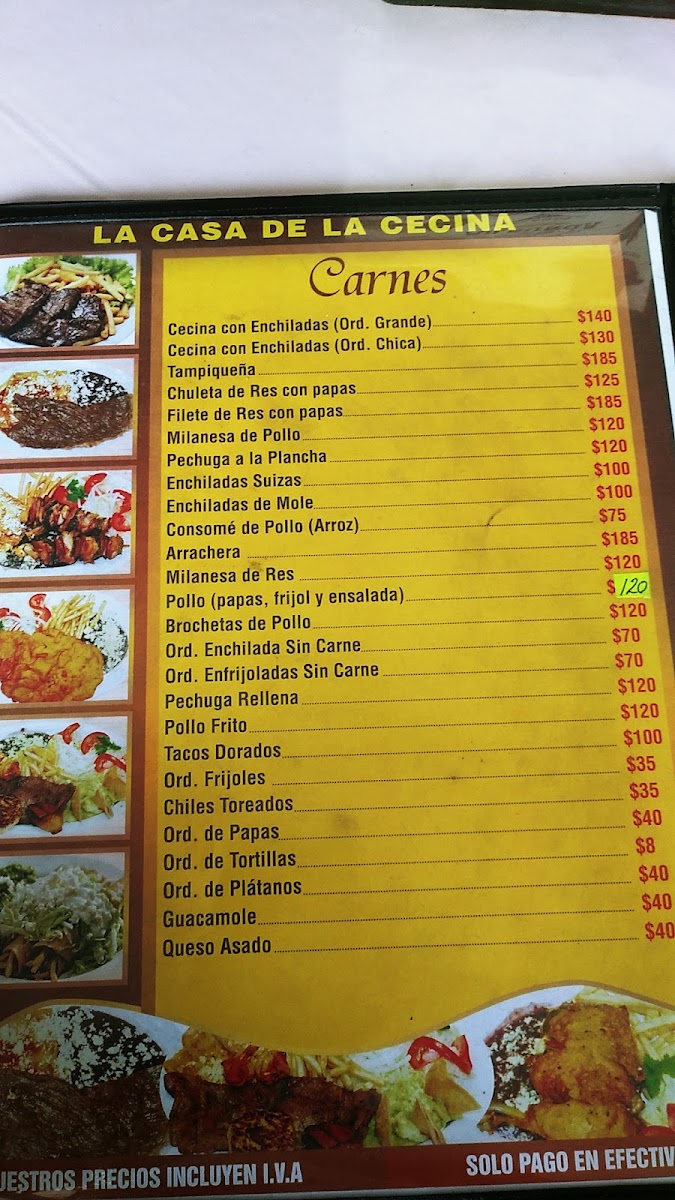 LA CASA DE LA CECINA
Carnes
Cecina con Enchiladas (Ord. Grande) $140
Cecina con Enchiladas (Ord. Chica) $130
Tampiqueña $185
Chuleta de Res con papas $125
Filete de Res con papas $185
Milanesa de Pollo $120
Pechuga a la Plancha $120
Enchiladas Suizas $100
Enchiladas de Mole $100
Consomé de Pollo (Arroz) $75
Arrachera $185
Milanesa de Res $120
Pollo (papas, frijol y ensalada) $120
Brochetas de Pollo $120
Ord. Enchilada Sin Carne $70
Ord. Enfrijoladas Sin Carne $70
Pechuga Rellena $120
Pollo Frito $120
Tacos Dorados $100
Ord. Frijoles $35
Chiles Toreados $35
Ord. de Papas $40
Ord. de Tortillas $8
Ord. de Plátanos $40
Guacamole $40
Queso Asado $40
UESTROS PRECIOS INCLUYEN I.V.A SOLO PAGO EN EFECTIV